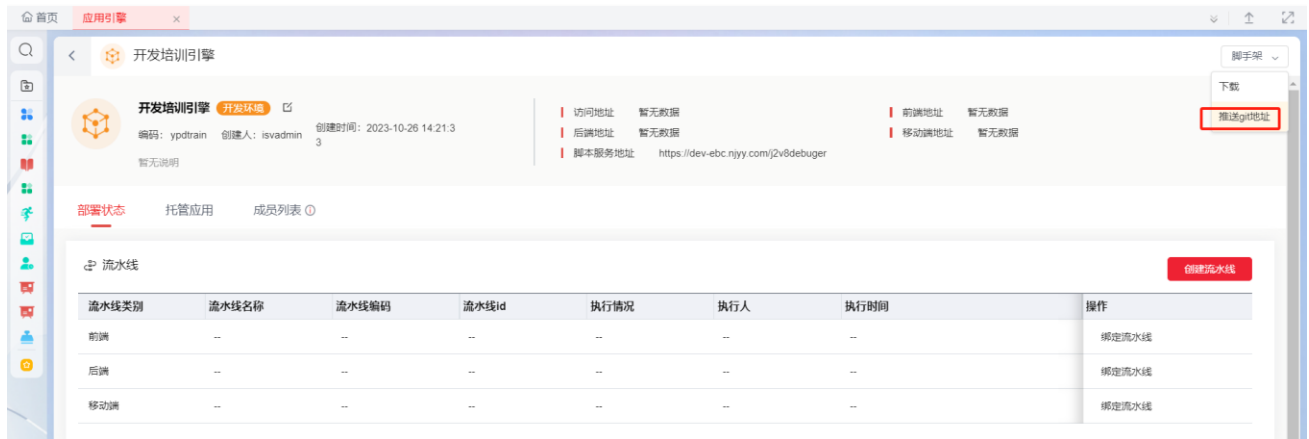 首页 应用引擎 ×
开发培训引擎 脚手架
下载
推送git地址
开发培训引擎 开发环境
编码: ypdtrain 创建人: isvadmin 创建时间: 2023-10-26 14:21:3
3
暂无说明
访问地址 暂无数据 前端地址 暂无数据
后端地址 暂无数据 移动端地址 暂无数据
脚本服务地址 https://dev-ebc.njyy.com/j2v8debuger
部署状态 托管应用 成员列表
流水线 创建流水线
流水线类别 流水线名称 流水线编码 流水线id 执行情况 执行人 执行时间 操作
前端 -- -- -- -- -- -- 绑定流水线
后端 -- -- -- -- -- -- 绑定流水线
移动端 -- -- -- -- -- -- 绑定流水线